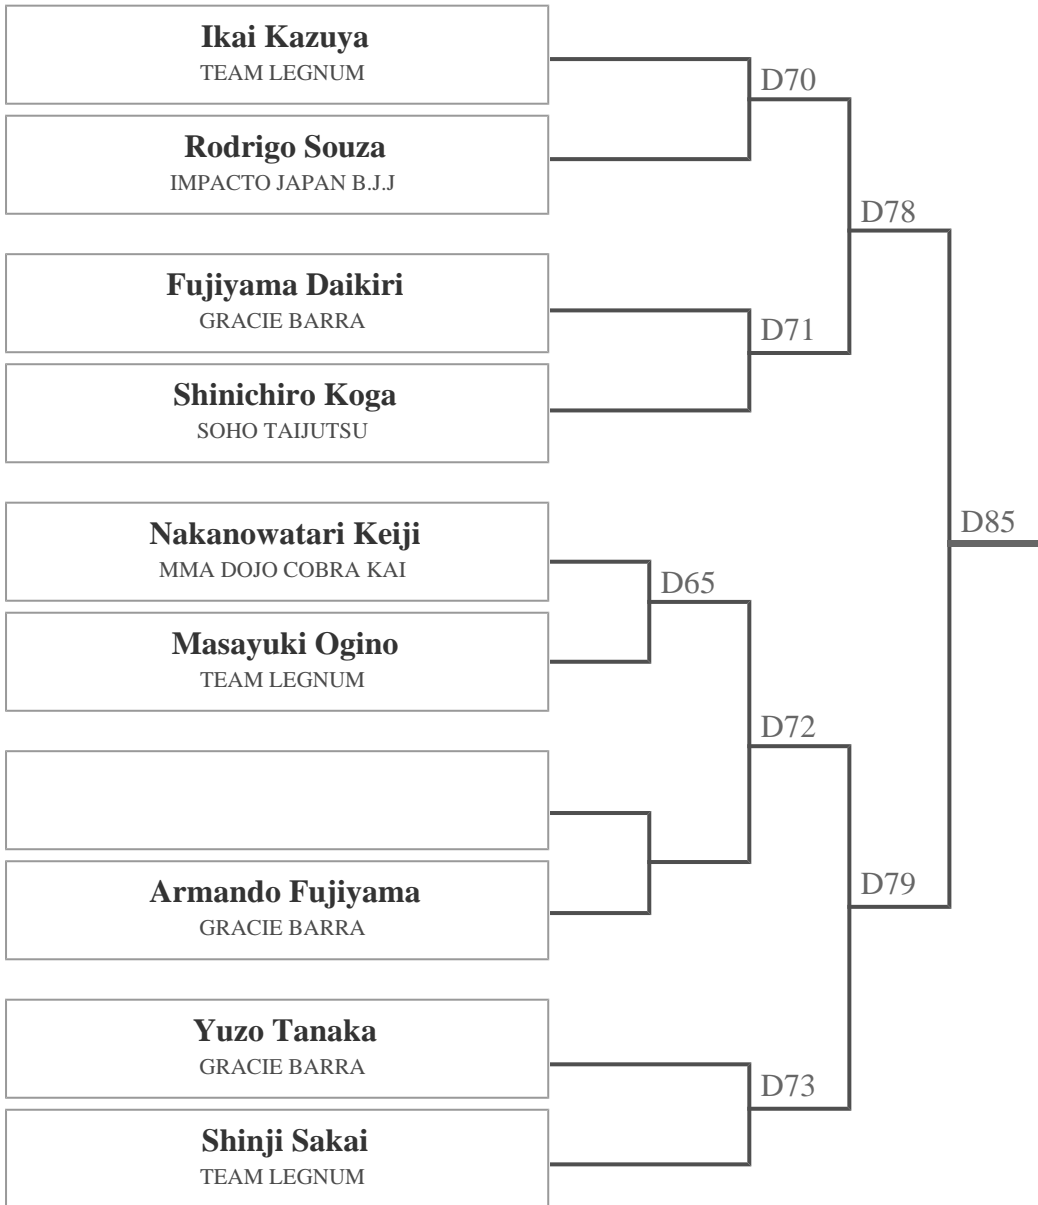 Ikai Kazuya
TEAM LEGNUM
D70
Rodrigo Souza
IMPACTO JAPAN B.J.J
D78
Fujiyama Daikiri
GRACIE BARRA
D71
Shinichiro Koga
SOHO TAIJUTSU
D85
Nakanowatari Keiji
MMA DOJO COBRA KAI
D65
Masayuki Ogino
TEAM LEGNUM
D72
Armando Fujiyama
GRACIE BARRA
D79
Yuzo Tanaka
GRACIE BARRA
D73
Shinji Sakai
TEAM LEGNUM